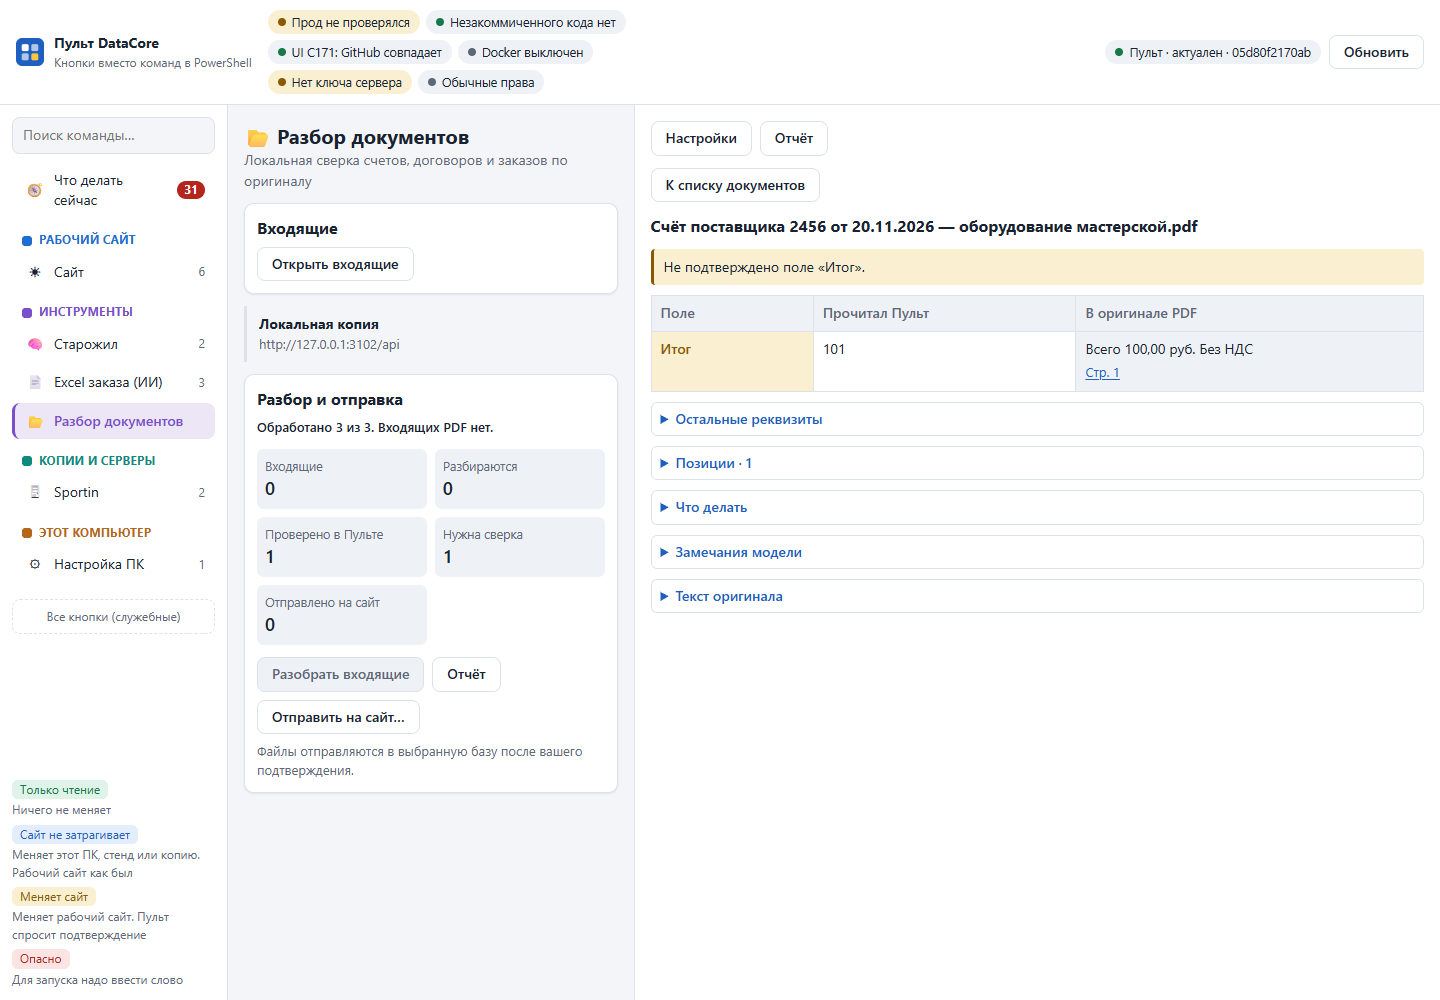 Пульт DataCore
Кнопки вместо команд в PowerShell
Прод не проверялся
Незакоммиченного кода нет
UI C171: GitHub совпадает
Docker выключен
Нет ключа сервера
Обычные права
Пульт · актуален · 05d80f2170ab
Обновить
Поиск команды...
Что делать
сейчас
31
РАБОЧИЙ САЙТ
Сайт
6
ИНСТРУМЕНТЫ
Старожил
2
Excel заказа (ИИ)
3
Разбор документов
КОПИИ И СЕРВЕРЫ
Sportin
2
ЭТОТ КОМПЬЮТЕР
Настройка ПК
1
Все кнопки (служебные)
Только чтение
Ничего не меняет
Сайт не затрагивает
Меняет этот ПК, стенд или копию.
Рабочий сайт как был
Меняет сайт
Меняет рабочий сайт. Пульт
спросит подтверждение
Опасно
Для запуска надо ввести слово
Разбор документов
Локальная сверка счетов, договоров и заказов по
оригиналу
Входящие
Открыть входящие
Локальная копия
http://127.0.0.1:3102/api
Разбор и отправка
Обработано 3 из 3. Входящих PDF нет.
Входящие
0
Разбираются
0
Проверено в Пульте
1
Нужна сверка
1
Отправлено на сайт
0
Разобрать входящие
Отчёт
Отправить на сайт...
Файлы отправляются в выбранную базу после вашего
подтверждения.
Настройки
Отчёт
К списку документов
Счёт поставщика 2456 от 20.11.2026 — оборудование мастерской.pdf
Не подтверждено поле «Итог».
Поле
Прочитал Пульт
В оригинале PDF
Итог
101
Всего 100,00 руб. Без НДС
Стр. 1
Остальные реквизиты
Позиции · 1
Что делать
Замечания модели
Текст оригинала